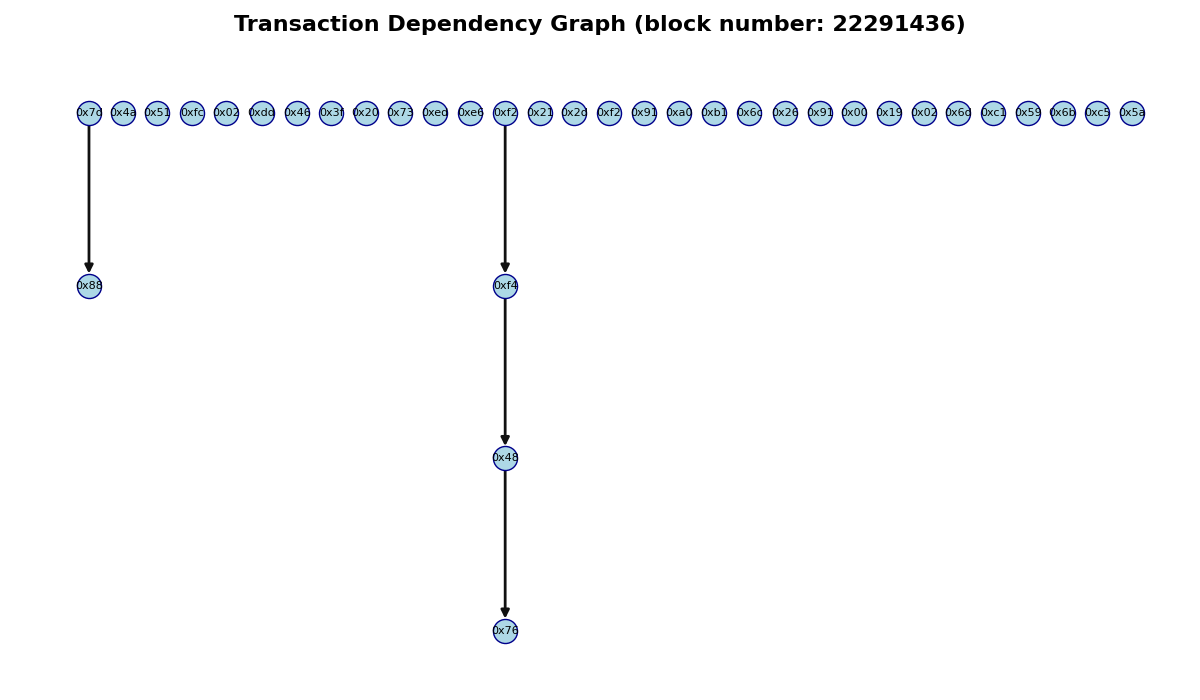 Transaction Dependency Graph (block number: 22291436)
0x7d 0x4a 0x51 0xfc 0x02 0xdd 0x46 0x3f 0x20 0x73 0xed 0xe6 0xf2 0x21 0x2d 0xf2 0x91 0xa0 0xb1 0x6c 0x26 0x91 0x00 0x19 0x02 0x6d 0xc1 0x59 0x6b 0xc5 0x5a
0x88 0xf4
0x48
0x76